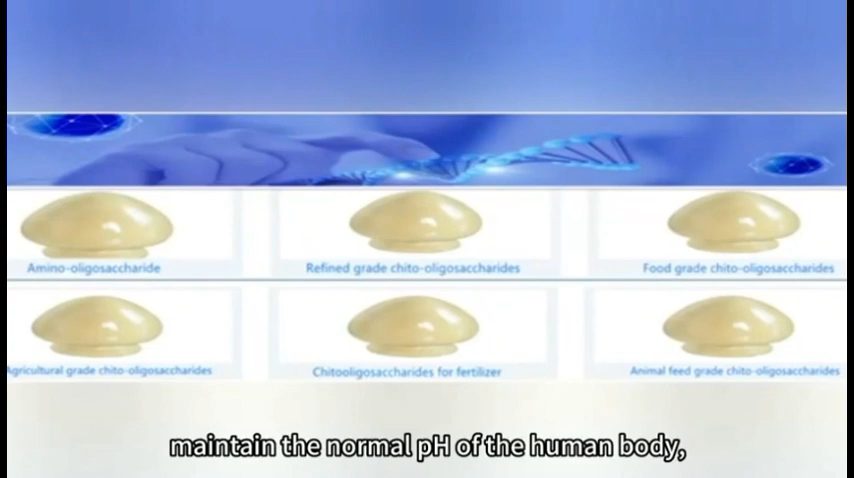 Amino-oligosaccharide
Refined grade chito-oligosaccharides
Food grade chito-oligosaccharides
Agricultural grade chito-oligosaccharides
Chitooligosaccharides for fertilizer
Animal feed grade chito-oligosaccharides
maintain the normal pH of the human body,